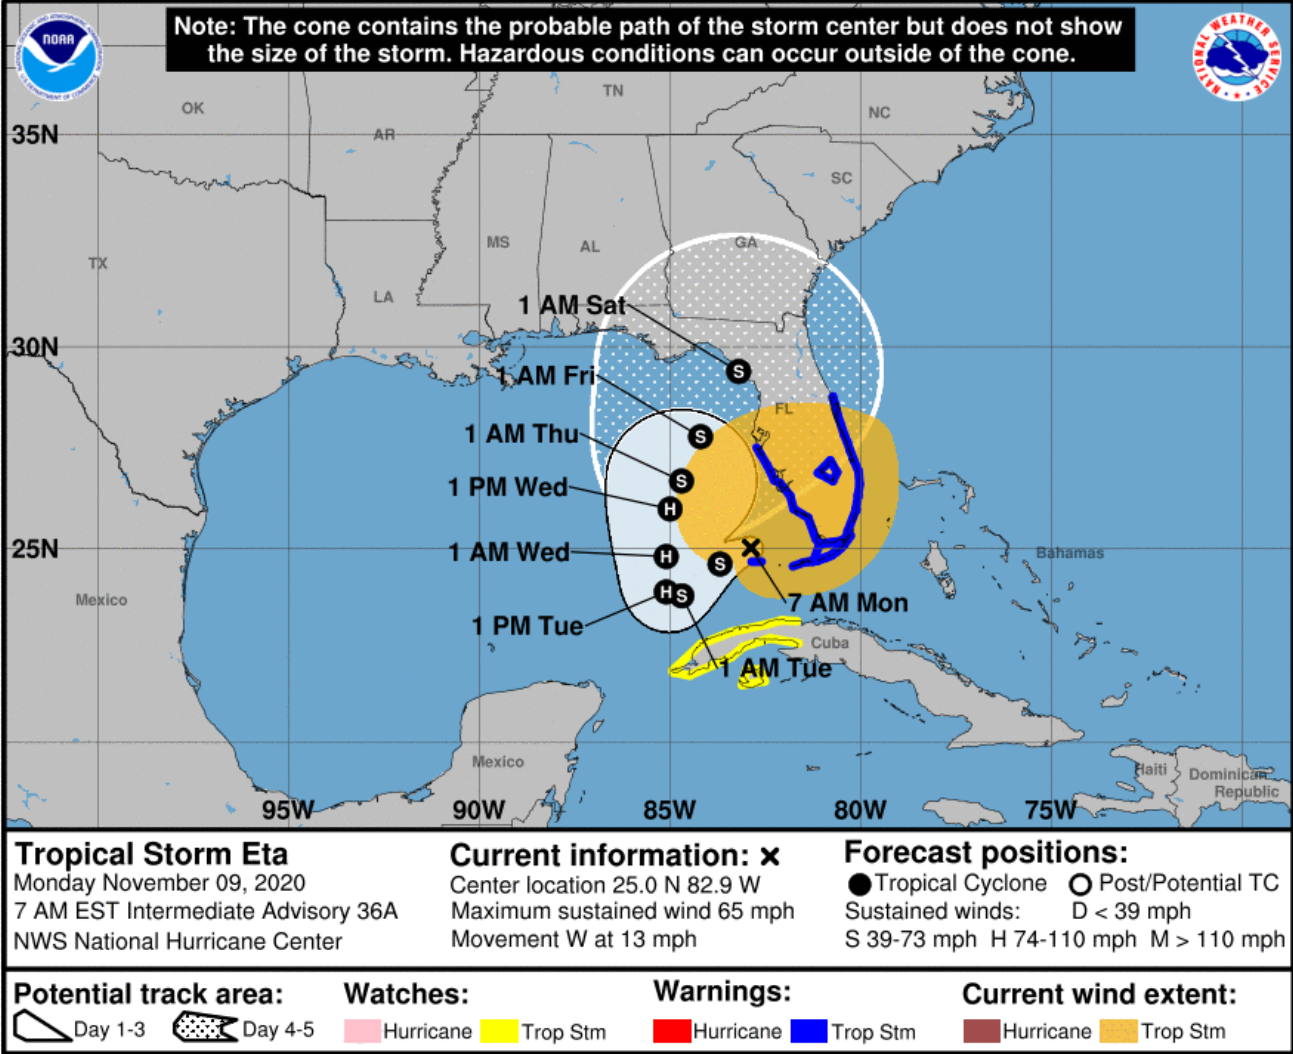 Note: The cone contains the probable path of the storm center but does not show
the size of the storm. Hazardous conditions can occur outside of the cone.
NOAA
NATIONAL WEATHER SERVICE
TN
OK
NC
35N
AR
SC
MS
AL
GA
TX
LA
1 AM Sat
30N
S
1 AM Fri
FL
1 AM Thu
S
S
1 PM Wed
H
25N
1 AM Wed
H
S
Bahamas
Mexico
H
S
7 AM Mon
1 PM Tue
Cuba
1 AM Tue
Mexico
Haiti
Dominican
Republic
95W
90W
85W
80W
75W
Tropical Storm Eta
Monday November 09, 2020
7 AM EST Intermediate Advisory 36A
NWS National Hurricane Center
Current information: ×
Center location 25.0 N 82.9 W
Maximum sustained wind 65 mph
Movement W at 13 mph
Forecast positions:
Tropical Cyclone
Post/Potential TC
Sustained winds: D < 39 mph
S 39-73 mph H 74-110 mph M > 110 mph
Potential track area:
Day 1-3
Day 4-5
Watches:
Hurricane
Trop Stm
Warnings:
Hurricane
Trop Stm
Current wind extent:
Hurricane
Trop Stm